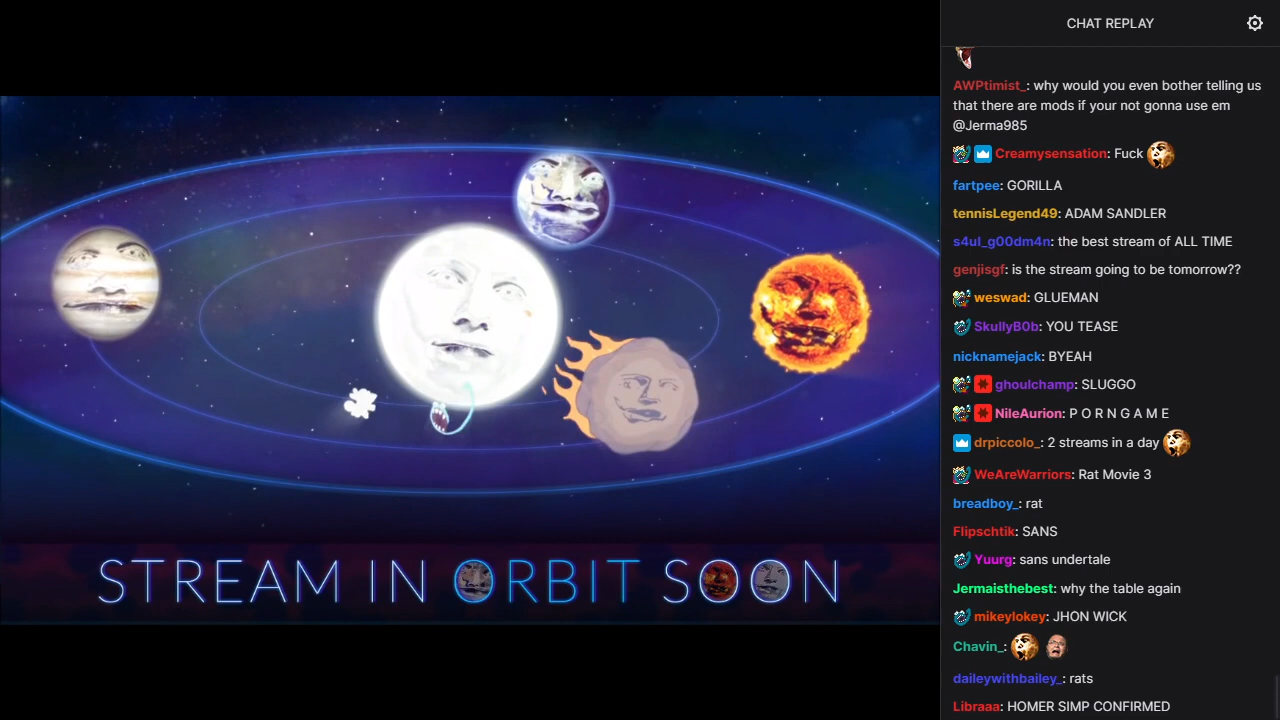 CHAT REPLAY
AWPtimist_: why would you even bother telling us
that there are mods if your not gonna use em
@Jerma985
Creamysensation: Fuck
fartpee: GORILLA
tennisLegend49: ADAM SANDLER
s4ul_g00dm4n: the best stream of ALL TIME
genjisgf: is the stream going to be tomorrow??
weswad: GLUEMAN
SkullyB0b: YOU TEASE
nicknamejack: BYEAH
ghoulchamp: SLUGGO
NileAurion: P O R N G A M E
drpiccolo_: 2 streams in a day
WeAreWarriors: Rat Movie 3
breadboy_: rat
Flipschtik: SANS
Yuurg: sans undertale
Jermaisthebest: why the table again
mikeylokey: JHON WICK
Chavin_:
daileywithbailey_: rats
Libraaa: HOMER SIMP CONFIRMED
STREAM IN ORBIT SOON